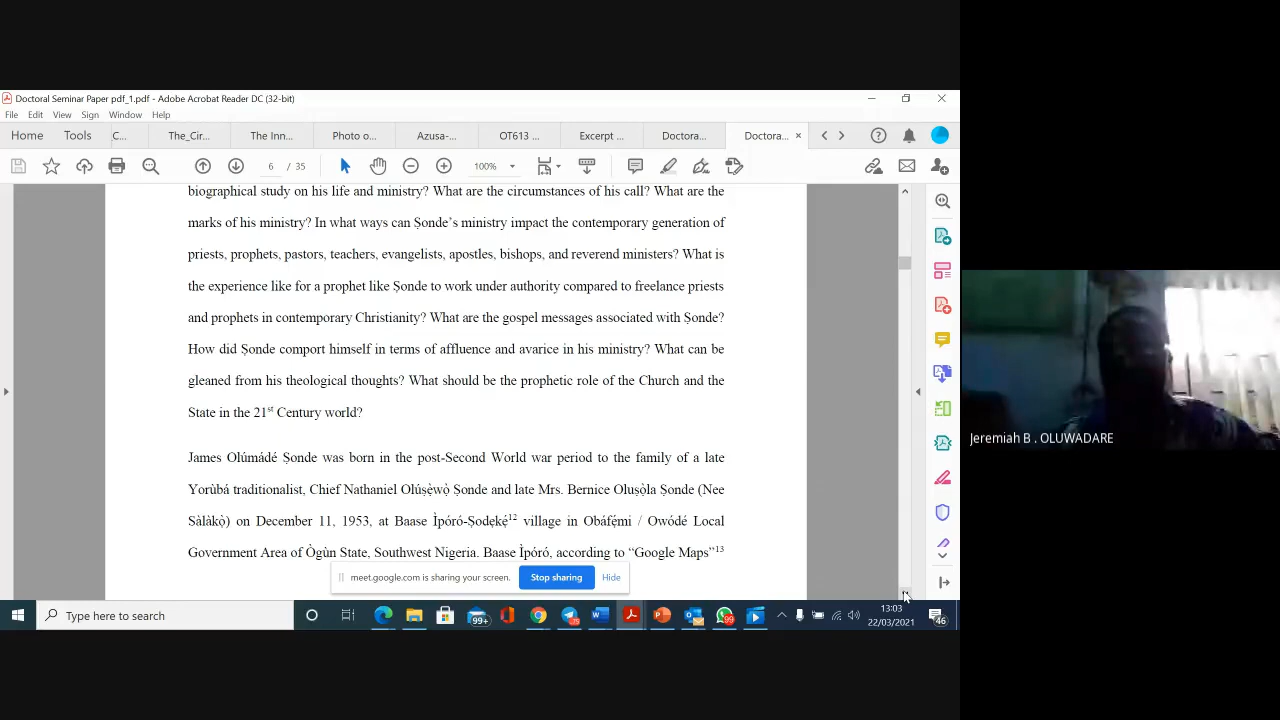 Doctoral Seminar Paper pdf_1.pdf - Adobe Acrobat Reader DC (32-bit)
File Edit View Sign Window Help
Home Tools C... The_Cir... The Inn... Photo o... Azusa-... OT613 ... Excerpt ... Doctora... Doctora... ×
6 / 35 100%
biographical study on his life and ministry? What are the circumstances of his call? What are the
marks of his ministry? In what ways can Ṣonde’s ministry impact the contemporary generation of
priests, prophets, pastors, teachers, evangelists, apostles, bishops, and reverend ministers? What is
the experience like for a prophet like Ṣonde to work under authority compared to freelance priests
and prophets in contemporary Christianity? What are the gospel messages associated with Ṣonde?
How did Ṣonde comport himself in terms of affluence and avarice in his ministry? What can be
gleaned from his theological thoughts? What should be the prophetic role of the Church and the
State in the 21st Century world?
James Olúmádé Ṣonde was born in the post-Second World war period to the family of a late
Yorùbá traditionalist, Chief Nathaniel Olúṣẹ̀wọ̀ Ṣonde and late Mrs. Bernice Olusọ̀la Ṣonde (Nee
Sàlàkọ̀) on December 11, 1953, at Baase Ìpóró-Ṣodẹkẹ́12 village in Obáfẹ́mi / Owódé Local
Government Area of Ògùn State, Southwest Nigeria. Baase Ìpóró, according to “Google Maps”13
meet.google.com is sharing your screen. Stop sharing Hide
Type here to search
99+
99
13:03
22/03/2021
46
Jeremiah B . OLUWADARE